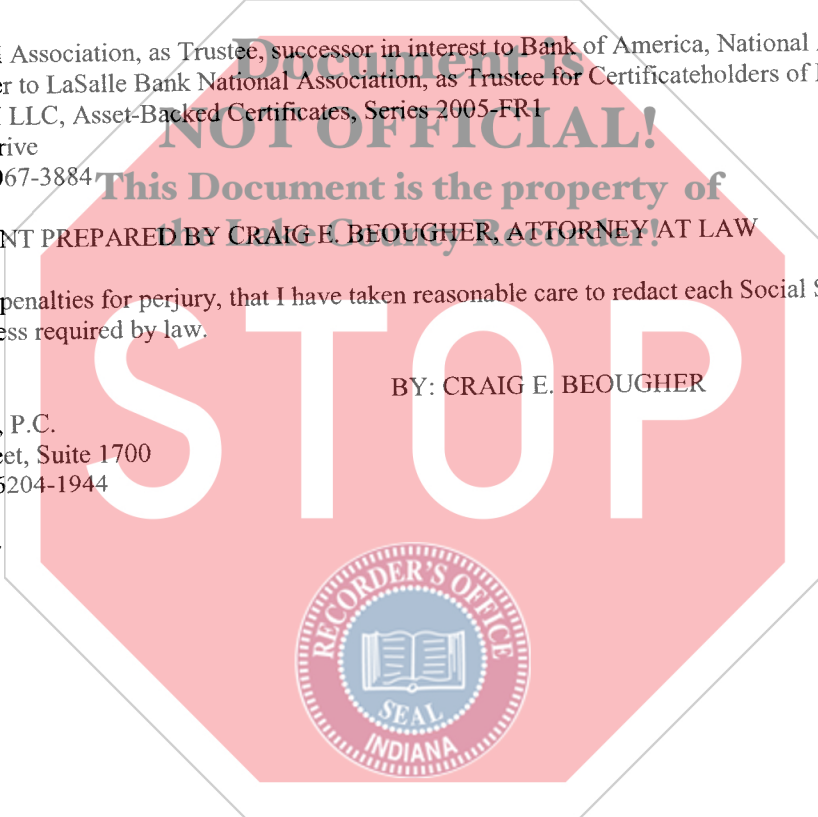 Association, as Trustee, successor in interest to Bank of America, National
er to LaSalle Bank National Association, as Trustee for Certificateholders of
LLC, Asset-Backed Certificates, Series 2005-FR1
rive
067-3884
NT PREPARED BY CRAIG E. BEOUGHER, ATTORNEY AT LAW
penalties for perjury, that I have taken reasonable care to redact each Social S
ess required by law.
BY: CRAIG E. BEOUGHER
, P.C.
eet, Suite 1700
6204-1944
Document is
NOT OFFICIAL!
This Document is the property of
the Lake County Recorder!
STOP
RECORDER'S OFFICE
SEAL
INDIANA